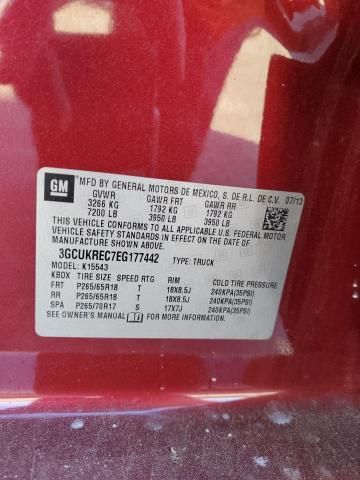 GM
MFD BY GENERAL MOTORS DE MEXICO, S. DE R.L. DE C.V. 07/13
GVWR GAWR FRT GAWR RR
3266 KG 1792 KG 1792 KG
7200 LB 3950 LB 3950 LB
THIS VEHICLE CONFORMS TO ALL APPLICABLE U.S. FEDERAL MOTOR
VEHICLE SAFETY STANDARDS IN EFFECT ON THE DATE OF
MANUFACTURE SHOWN ABOVE.
3GCUKREC7EG177442 TYPE: TRUCK
MODEL: K15543
KBDX TIRE SIZE SPEED RTG RIM COLD TIRE PRESSURE
FRT P265/65R18 T 18X8.5J 240KPA(35PSI)
RR P265/65R18 T 18X8.5J 240KPA(35PSI)
SPA P265/70R17 S 17X7J 240KPA(35PSI)
SEE OWNER'S MANUAL FOR MORE INFORMATION